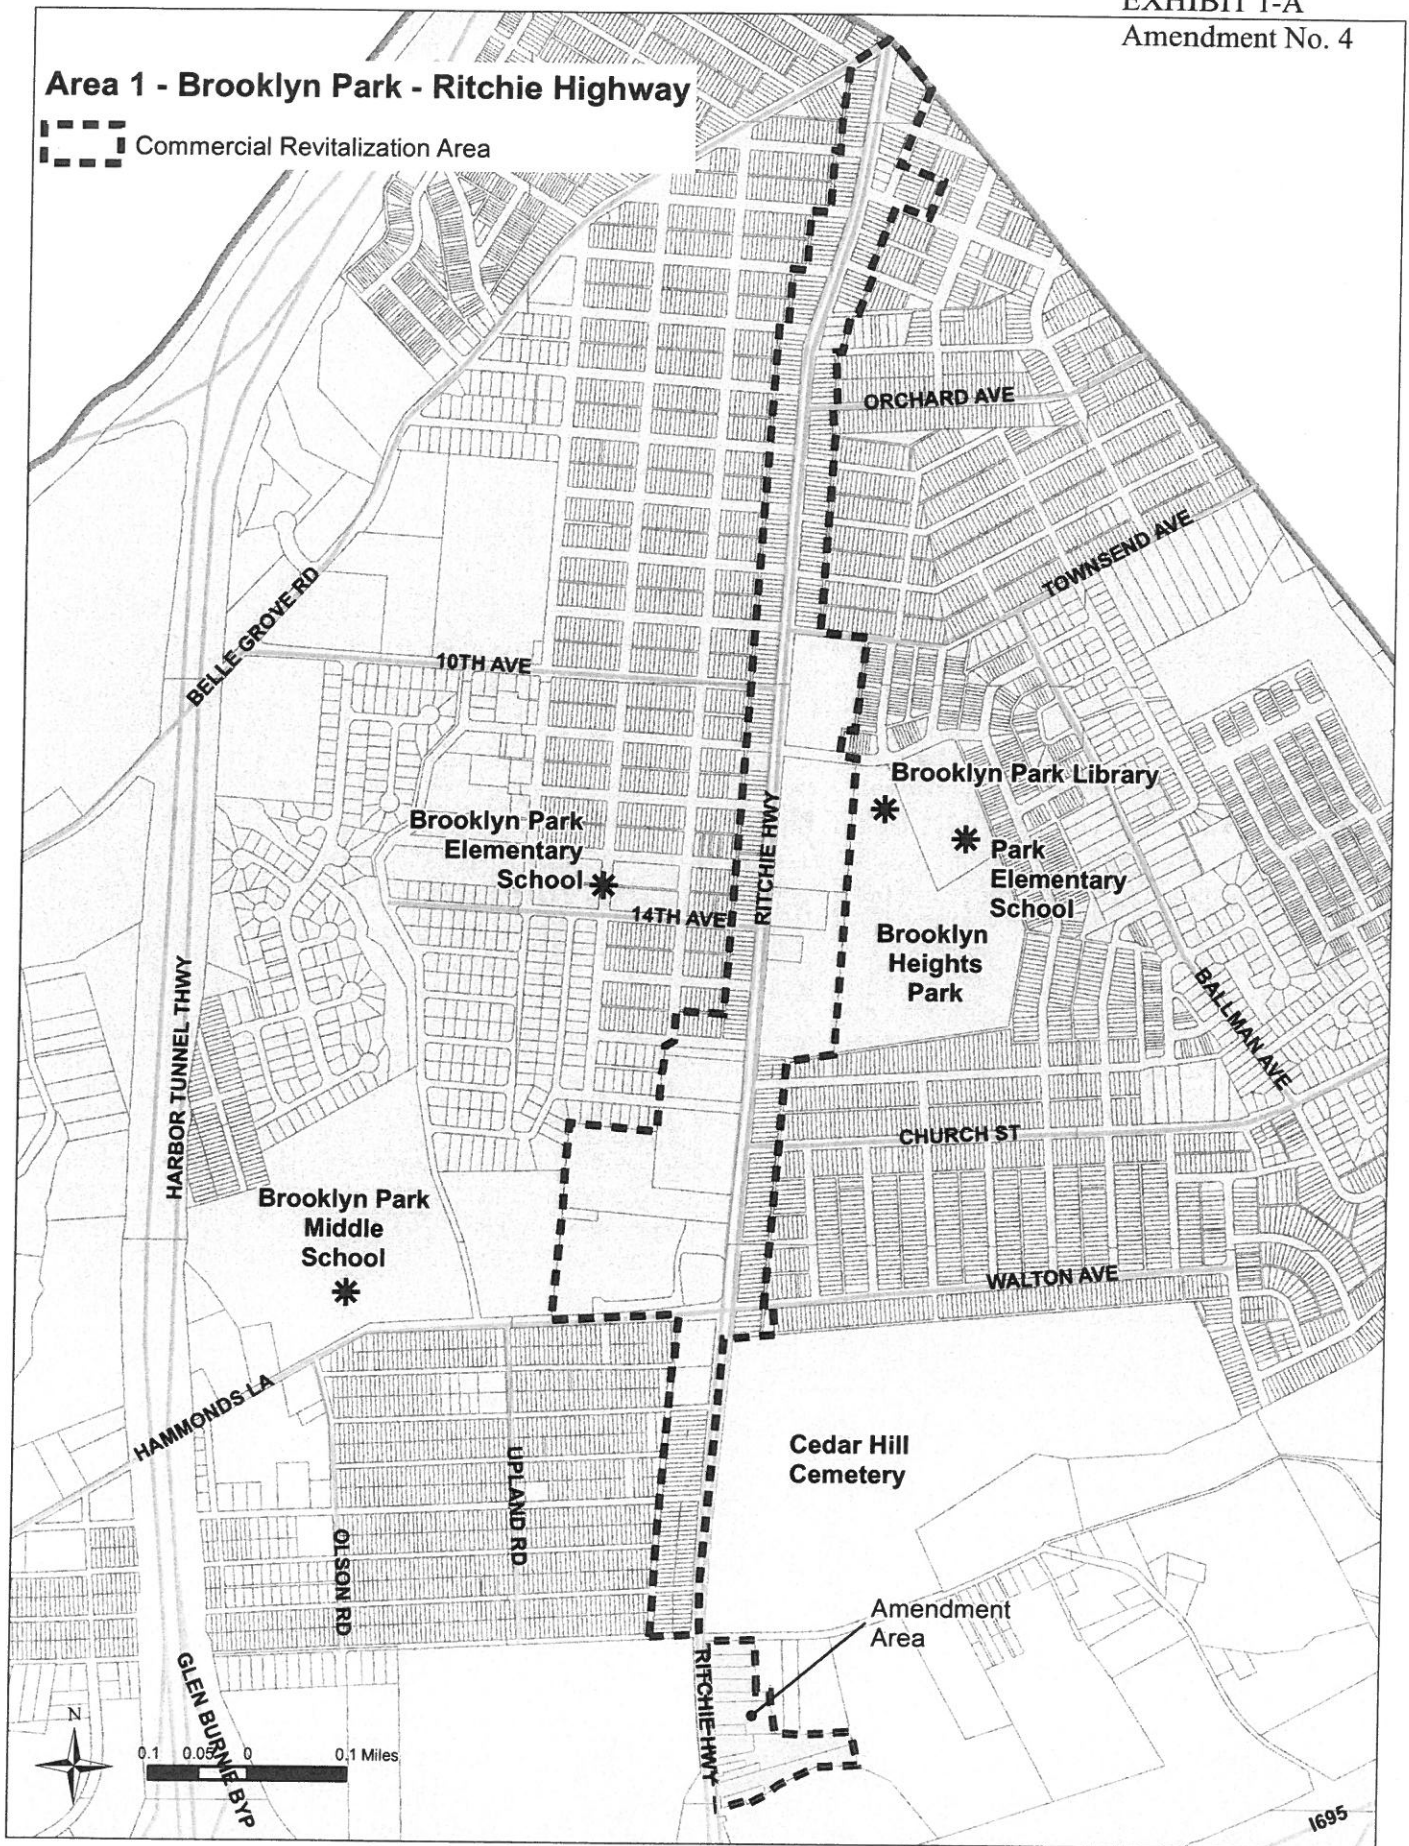 EXHIBIT 1-A
Amendment No. 4
Area 1 - Brooklyn Park - Ritchie Highway
Commercial Revitalization Area
ORCHARD AVE
TOWNSEND AVE
BELLE GROVE RD
10TH AVE
Brooklyn Park Library
RITCHIE HWY
Brooklyn Park
Elementary
School
Park
Elementary
School
14TH AVE
Brooklyn
Heights
Park
BALLMAN AVE
HARBOR TUNNEL THWY
CHURCH ST
Brooklyn Park
Middle
School
WALTON AVE
HAMMONDS LA
Cedar Hill
Cemetery
UPLAND RD
OLSON RD
Amendment
Area
RITCHIE HWY
GLEN BURNIE BYP
N
0.1 0.05 0 0.1 Miles
I695